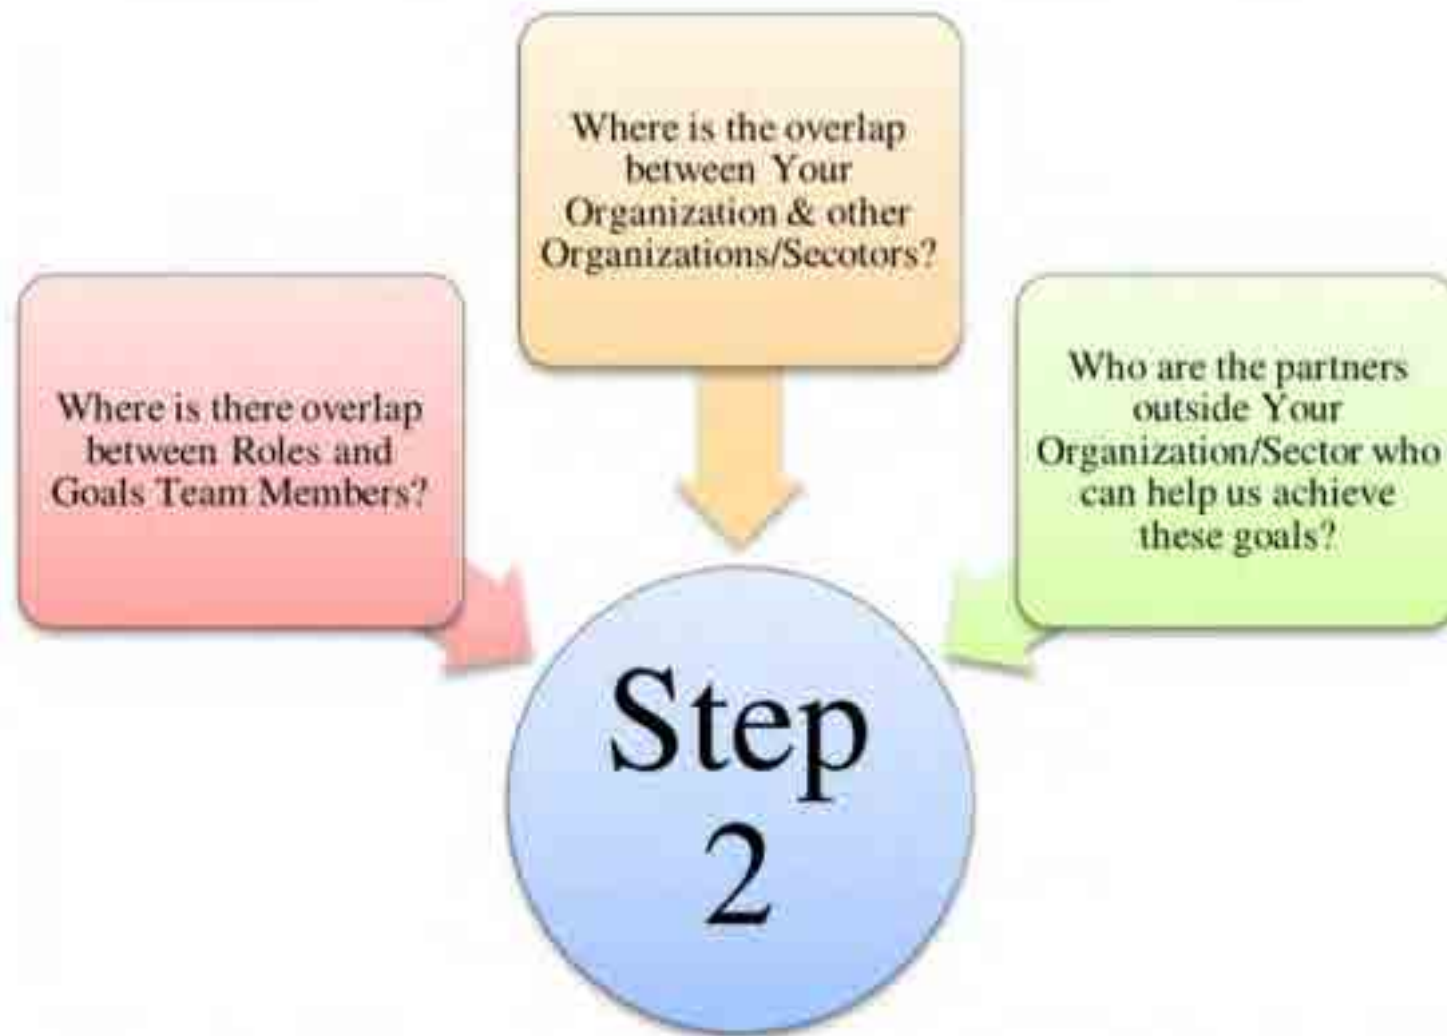 Where is the overlap
between Your
Organization & other
Organizations/Secotors?
Where is there overlap
between Roles and
Goals Team Members?
Who are the partners
outside Your
Organization/Sector who
can help us achieve
these goals?
Step
2